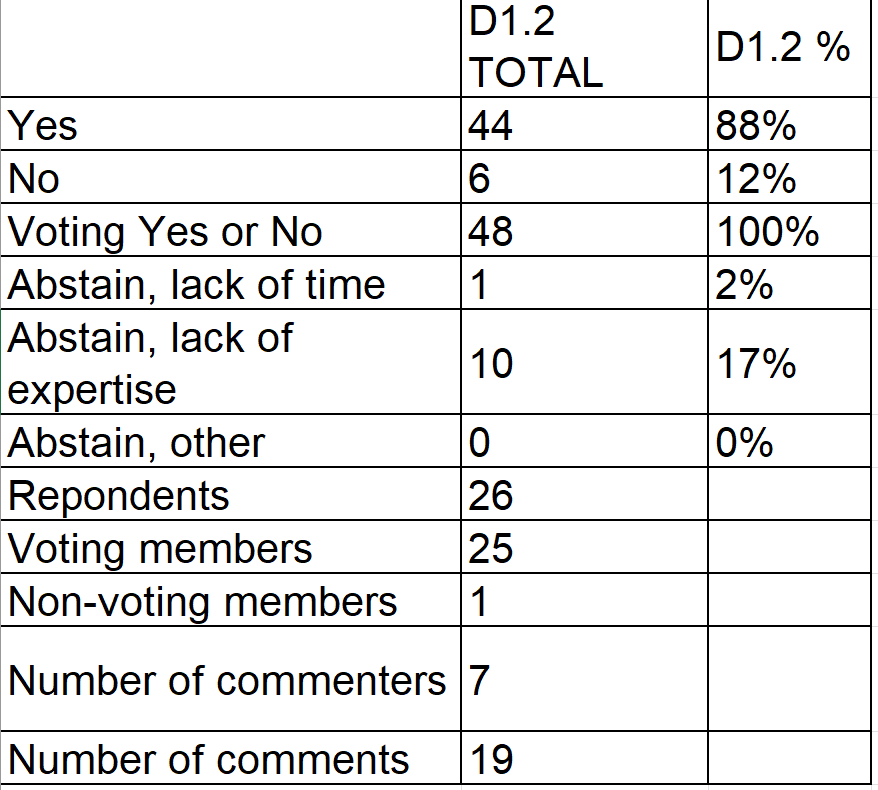 D1.2
TOTAL
D1.2 %
Yes 44 88%
No 6 12%
Voting Yes or No 48 100%
Abstain, lack of time 1 2%
Abstain, lack of
expertise
10 17%
Abstain, other 0 0%
Repondents 26
Voting members 25
Non-voting members 1
Number of commenters 7
Number of comments 19